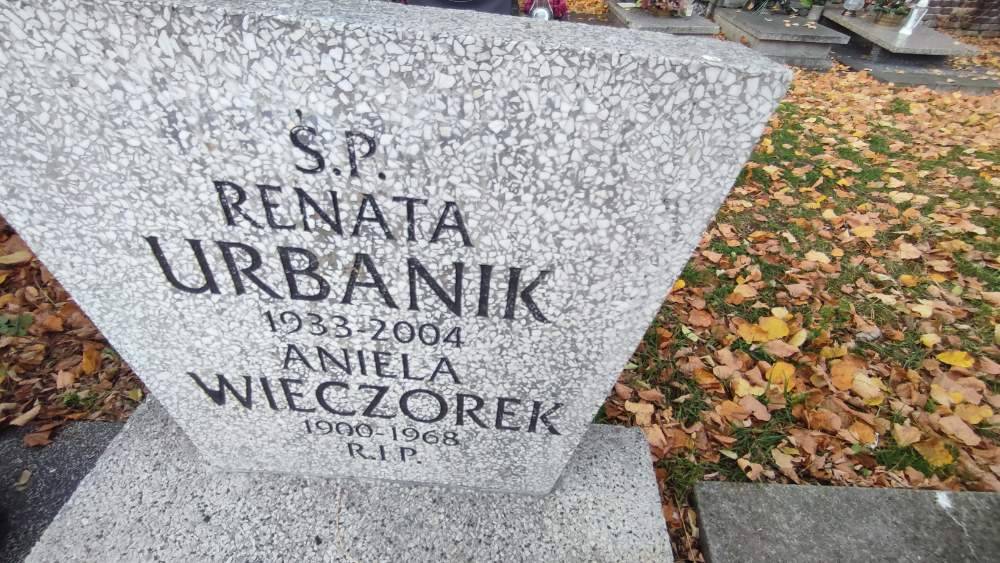 Ś.P.
RENATA
URBANIK
1933-2004
ANIELA
WIECZOREK
1900-1968
R.I P.